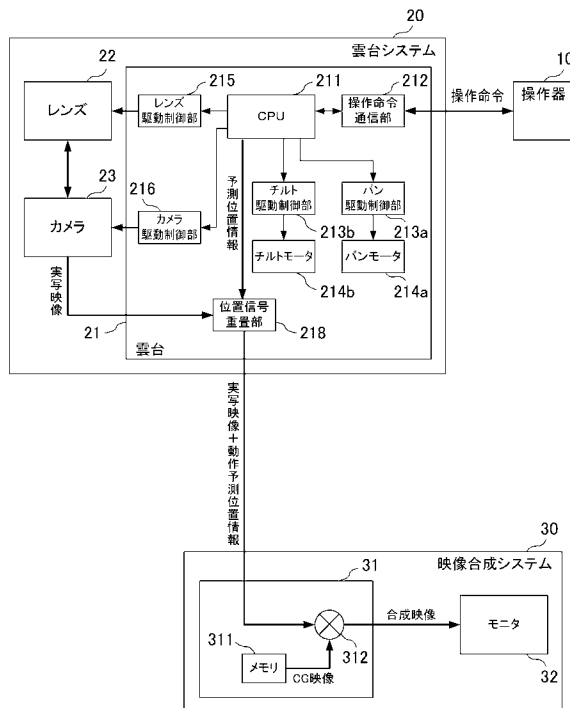 20
雲台システム
22
レンズ
215
レンズ
駆動制御部
211
CPU
212
操作命令
通信部
操作命令
10
操作器
23
カメラ
216
カメラ
駆動制御部
予測位置情報
チルト
駆動制御部
213b
パン
駆動制御部
213a
チルトモータ
214b
パンモータ
214a
実写映像
位置信号
重畳部
218
21
雲台
実写映像+動作予測位置情報
30
映像合成システム
31
312
311
メモリ
CG映像
合成映像
モニタ
32